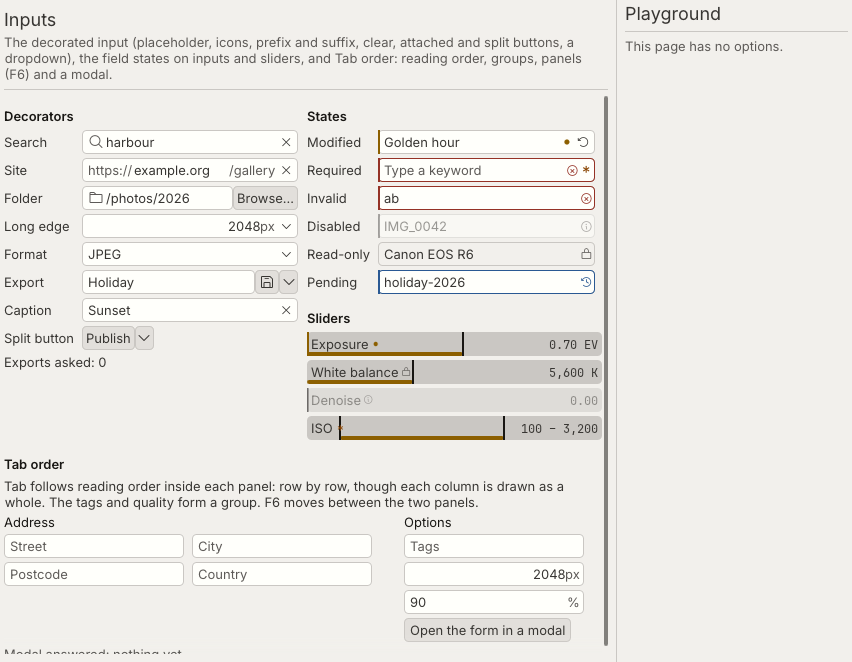 Inputs
The decorated input (placeholder, icons, prefix and suffix, clear, attached and split buttons, a
dropdown), the field states on inputs and sliders, and Tab order: reading order, groups, panels
(F6) and a modal.
Decorators
Search harbour
Site https://example.org /gallery
Folder /photos/2026 Browse...
Long edge 2048px
Format JPEG
Export Holiday
Caption Sunset
Split button Publish
Exports asked: 0
States
Modified Golden hour
Required Type a keyword *
Invalid ab
Disabled IMG_0042
Read-only Canon EOS R6
Pending holiday-2026
Sliders
Exposure • 0.70 EV
White balance 5,600 K
Denoise 0.00
ISO * 100 – 3,200
Tab order
Tab follows reading order inside each panel: row by row, though each column is drawn as a
whole. The tags and quality form a group. F6 moves between the two panels.
Address
Street City
Postcode Country
Options
Tags
2048px
90 %
Open the form in a modal
Modal answered: nothing yet
Playground
This page has no options.